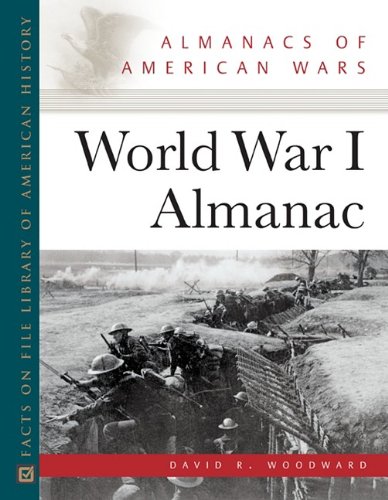 ALMANACS OF
AMERICAN WARS
World War I
Almanac
DAVID R. WOODWARD
FACTS ON FILE LIBRARY OF AMERICAN HISTORY